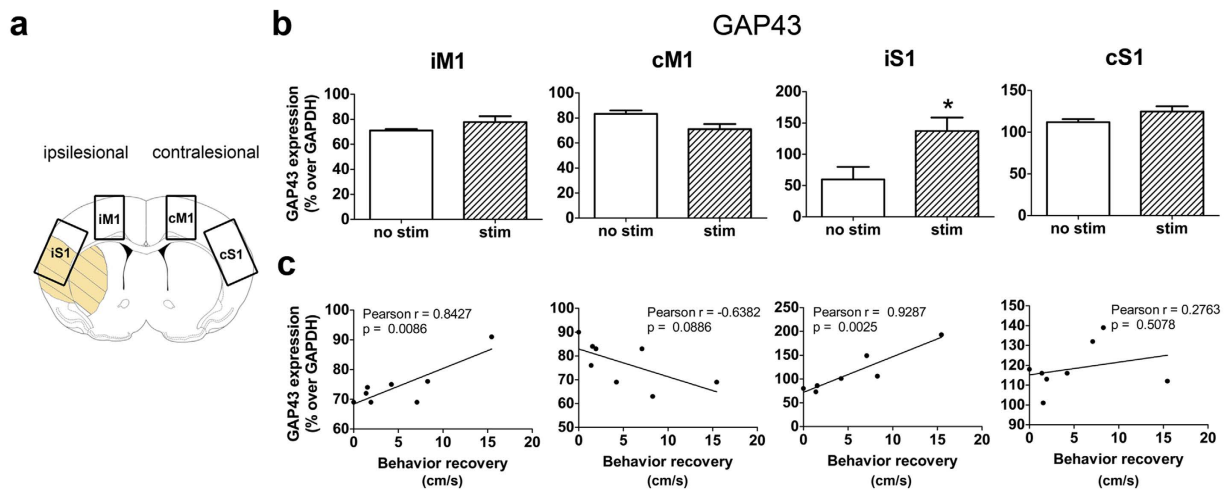 a
b
GAP43
iM1
cM1
iS1
cS1
ipsilesional
contralesional
iM1
cM1
iS1
cS1
GAP43 expression
(% over GAPDH)
100
80
60
40
20
0
no stim
stim
100
80
60
40
20
0
no stim
stim
200
150
100
50
0
*
no stim
stim
150
100
50
0
no stim
stim
c
GAP43 expression
(% over GAPDH)
100
90
80
70
60
Pearson r = 0.8427
p = 0.0086
0
5
10
15
20
Behavior recovery
(cm/s)
100
80
60
40
20
0
Pearson r = -0.6382
p = 0.0886
0
5
10
15
20
Behavior recovery
(cm/s)
250
200
150
100
50
0
Pearson r = 0.9287
p = 0.0025
0
5
10
15
20
Behavior recovery
(cm/s)
150
140
130
120
110
100
90
Pearson r = 0.2763
p = 0.5078
0
5
10
15
20
Behavior recovery
(cm/s)